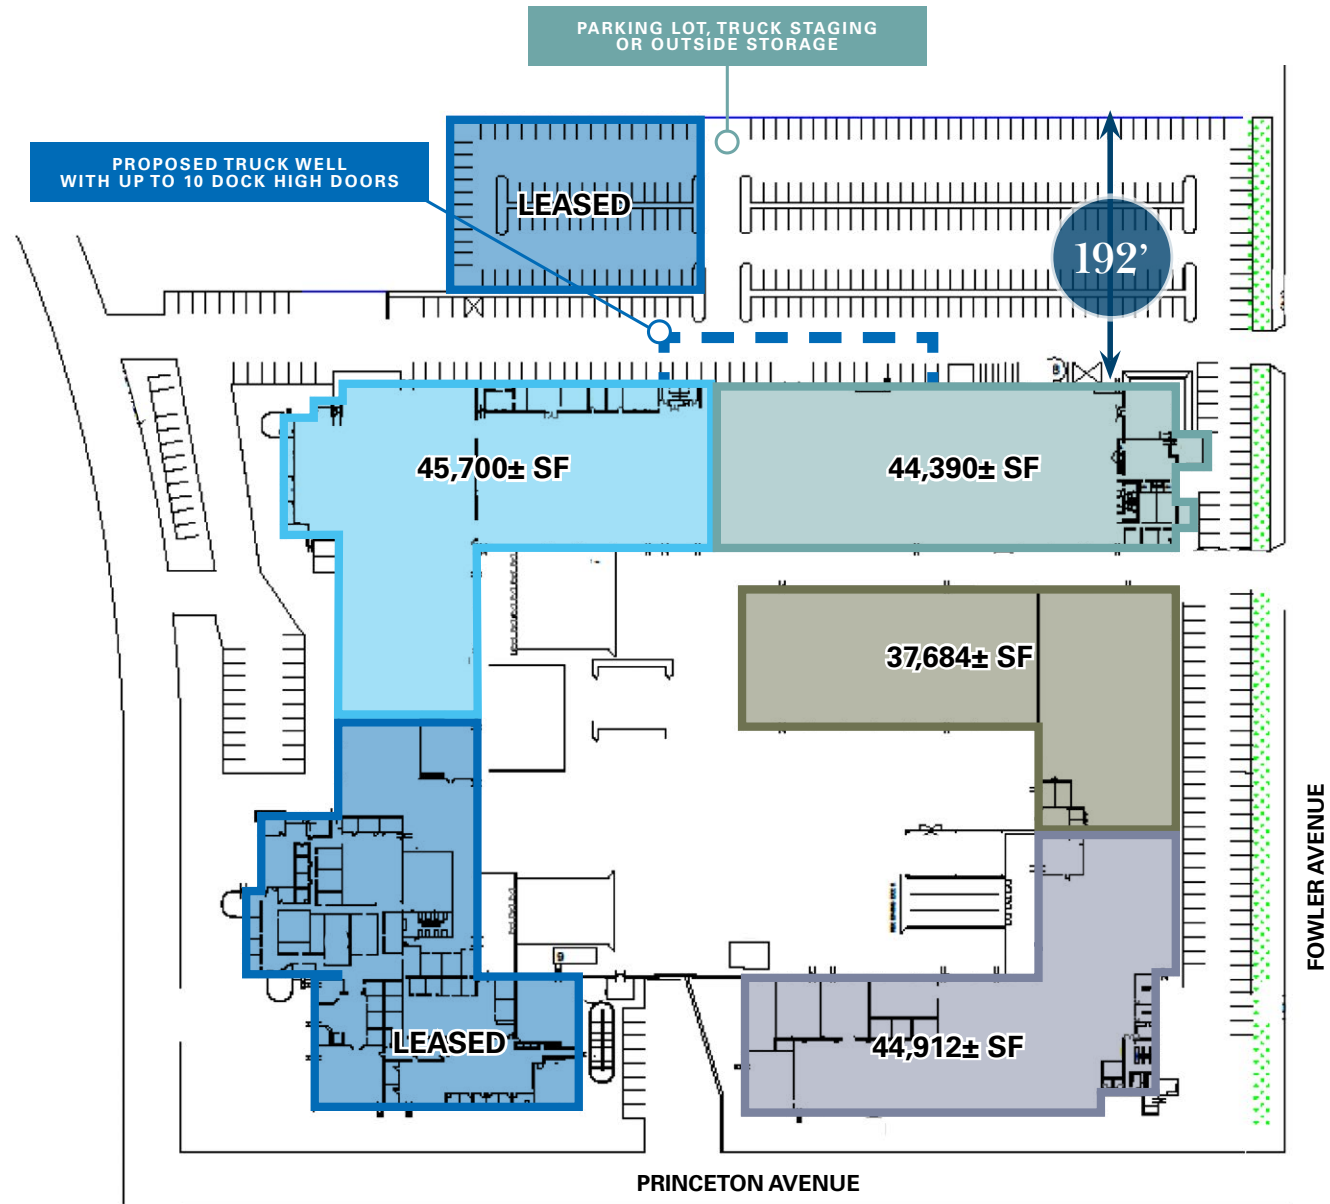 PARKING LOT, TRUCK STAGING
OR OUTSIDE STORAGE
PROPOSED TRUCK WELL
WITH UP TO 10 DOCK HIGH DOORS
LEASED
192’
45,700± SF
44,390± SF
37,684± SF
FOWLER AVENUE
9
LEASED
44,912± SF
PRINCETON AVENUE